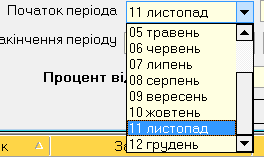 Початок періода 11 листопад
05 травень
акінчення періоду
06 червень
07 липень
Процент ві
08 серпень
09 вересень
10 жовтень
11 листопад
12 грудень
к За